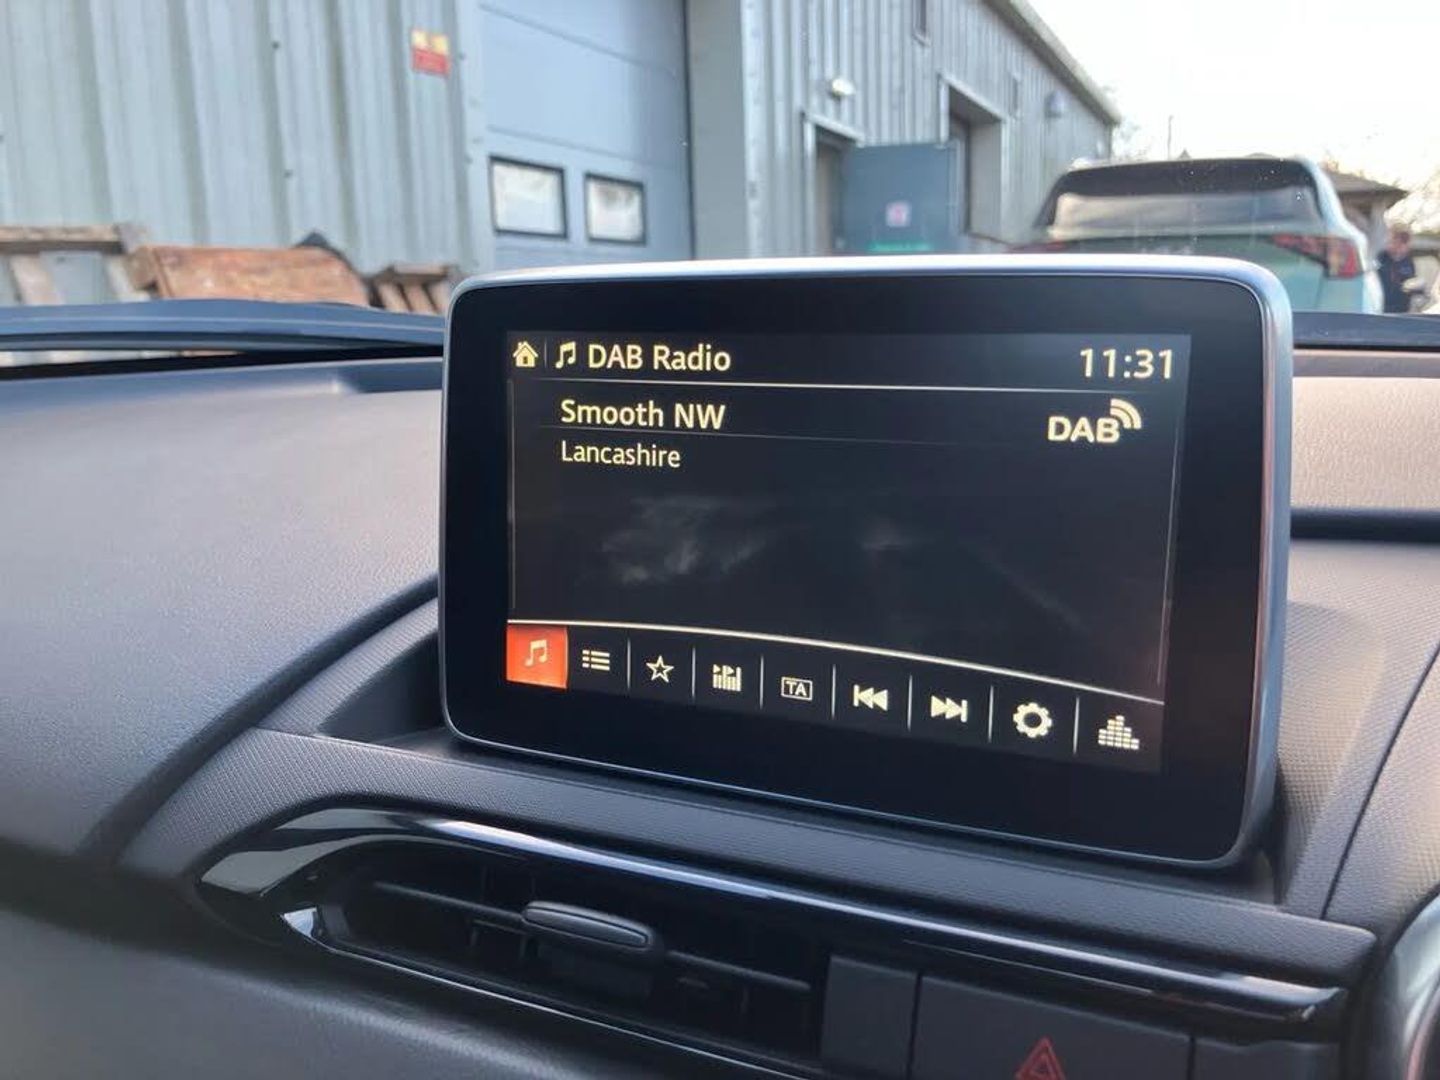 DAB Radio 11:31
Smooth NW DAB
Lancashire
TA